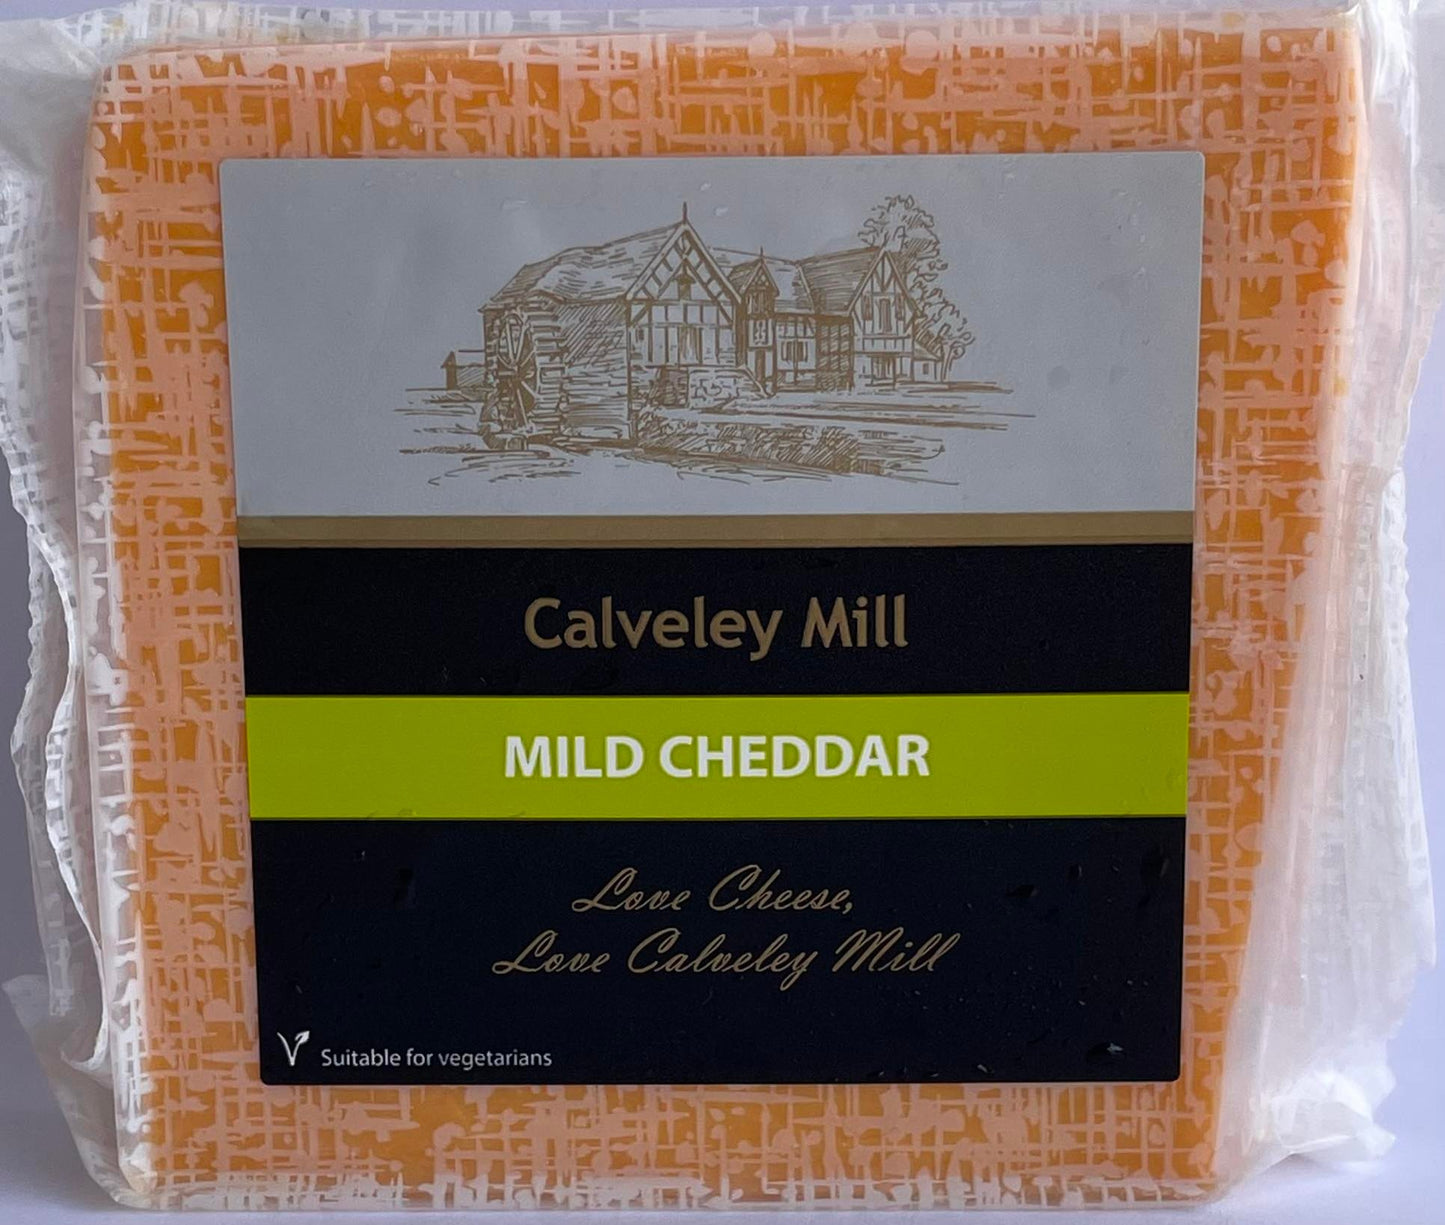 Calveley Mill
MILD CHEDDAR
Love Cheese,
Love Calveley Mill
Suitable for vegetarians